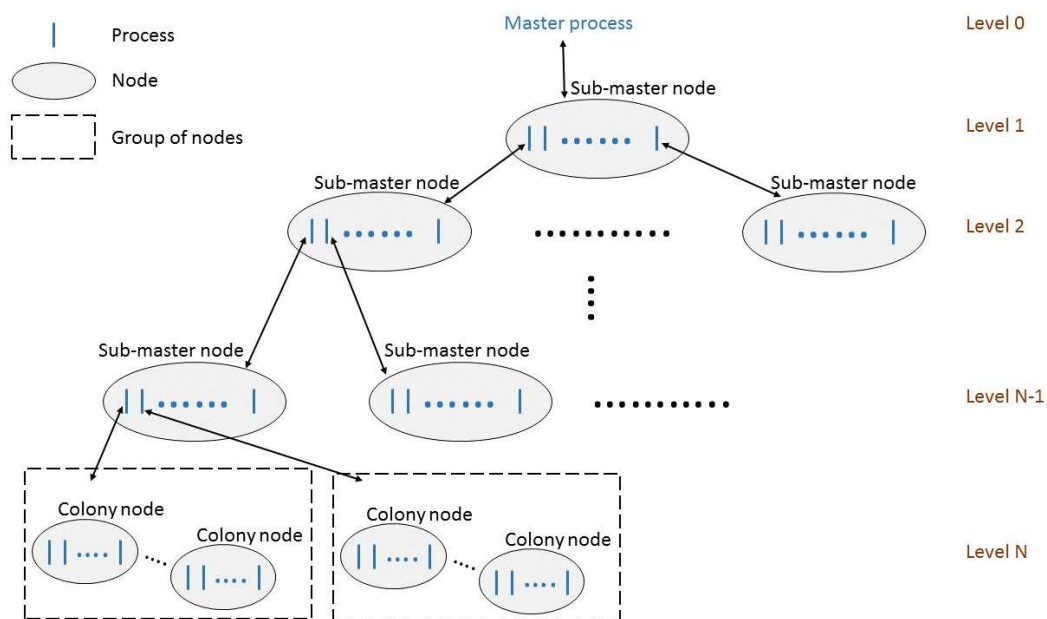 Master process
Level 0
Process
Node
Sub-master node
Level 1
Group of nodes
Sub-master node
Sub-master node
Level 2
Sub-master node
Sub-master node
Level N-1
Colony node
Colony node
Colony node
Colony node
Level N